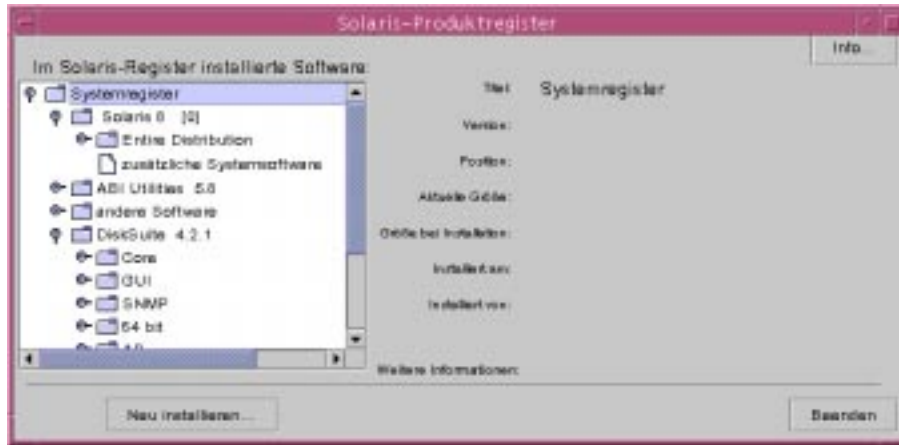 Solaris-Produktregister
Info...
Im Solaris-Register installierte Software:
Systemregister
Solaris 8 [0]
Entire Distribution
zusätzliche Systemsoftware
ABI Utilities 5.8
andere Software
DiskSuite 4.2.1
Core
GUI
SNMP
64 bit
Titel:
Systemregister
Version:
Position:
Aktuelle Größe:
Größe bei Installation:
Installiert am:
Installiert von:
Weitere Informationen:
Neu installieren...
Beenden